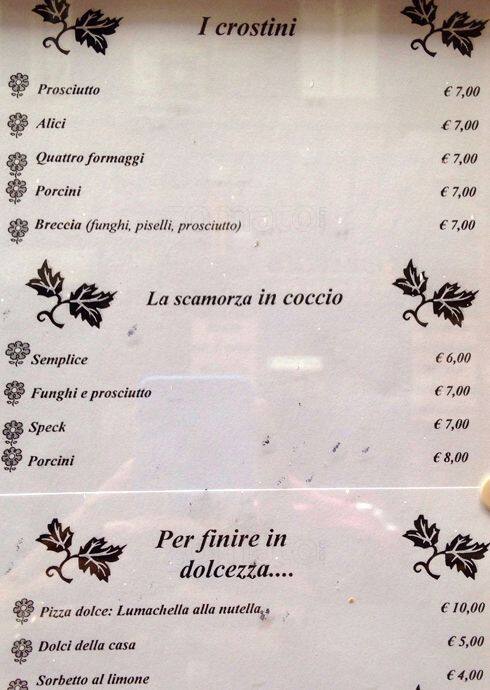 I crostini
Prosciutto € 7,00
Alici € 7,00
Quattro formaggi € 7,00
Porcini € 7,00
Breccia (funghi, piselli, prosciutto) € 7,00
La scamorza in coccio
Semplice € 6,00
Funghi e prosciutto € 7,00
Speck € 7,00
Porcini € 8,00
Per finire in
dolcezza....
Pizza dolce: Lumachella alla nutella. € 10,00
Dolci della casa € 5,00
Sorbetto al limone € 4,00